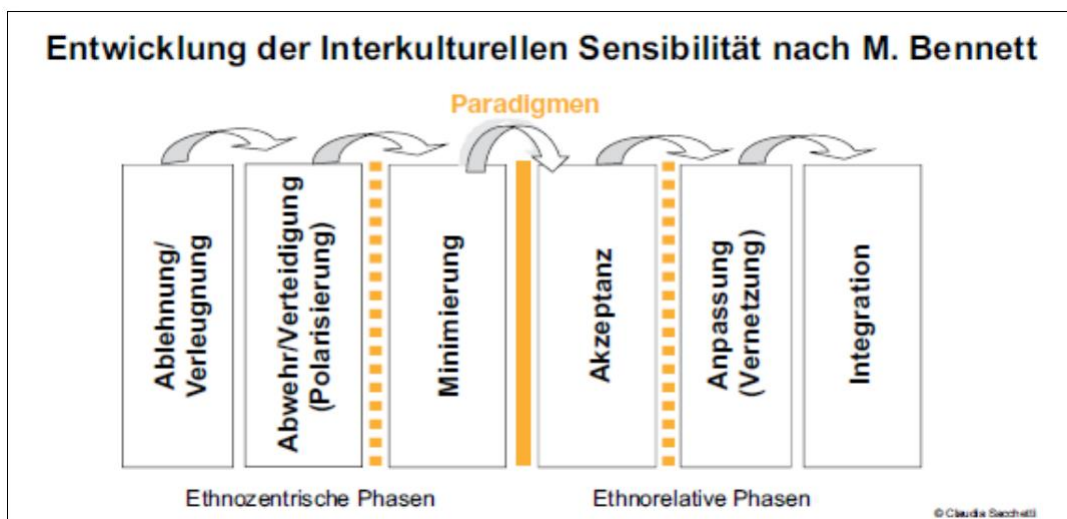 Entwicklung der Interkulturellen Sensibilität nach M. Bennett
Paradigmen
Ablehnung/
Verleugnung
Abwehr/Verteidigung
(Polarisierung)
Minimierung
Akzeptanz
Anpassung
(Vernetzung)
Integration
Ethnozentrische Phasen
Ethnorelative Phasen
© Claudia Sacchetti